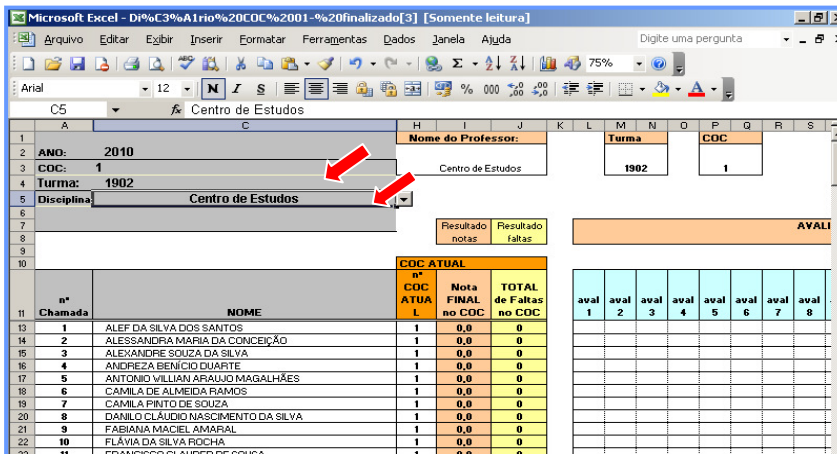 Microsoft Excel - Di%C3%A1rio%20COC%2001-%20finalizado[3] [Somente leitura]
Arquivo Editar Exibir Inserir Formatar Ferramentas Dados Janela Ajuda Digite uma pergunta
75%
Arial 12 N I S % 000
C5 fx Centro de Estudos
A C H I J K L M N O P Q R S
1 Nome do Professor: Turma COC
2 ANO: 2010
3 COC: 1 Centro de Estudos 1902 1
4 Turma: 1902
5 Disciplina Centro de Estudos
6
7 Resultado Resultado AVALI
8 notas faltas
9
10 COC ATUAL
11 n° Chamada NOME n° COC ATUA L Nota FINAL no COC TOTAL de Faltas no COC aval 1 aval 2 aval 3 aval 4 aval 5 aval 6 aval 7 aval 8
13 1 ALEF DA SILVA DOS SANTOS 1 0,0 0
14 2 ALESSANDRA MARIA DA CONCEIÇÃO 1 0,0 0
15 3 ALEXANDRE SOUZA DA SILVA 1 0,0 0
16 4 ANDREZA BENÍCIO DUARTE 1 0,0 0
17 5 ANTONIO WILLIAN ARAUJO MAGALHÃES 1 0,0 0
18 6 CAMILA DE ALMEIDA RAMOS 1 0,0 0
19 7 CAMILA PINTO DE SOUZA 1 0,0 0
20 8 DANILO CLÁUDIO NASCIMENTO DA SILVA 1 0,0 0
21 9 FABIANA MACIEL AMARAL 1 0,0 0
22 10 FLÁVIA DA SILVA ROCHA 1 0,0 0